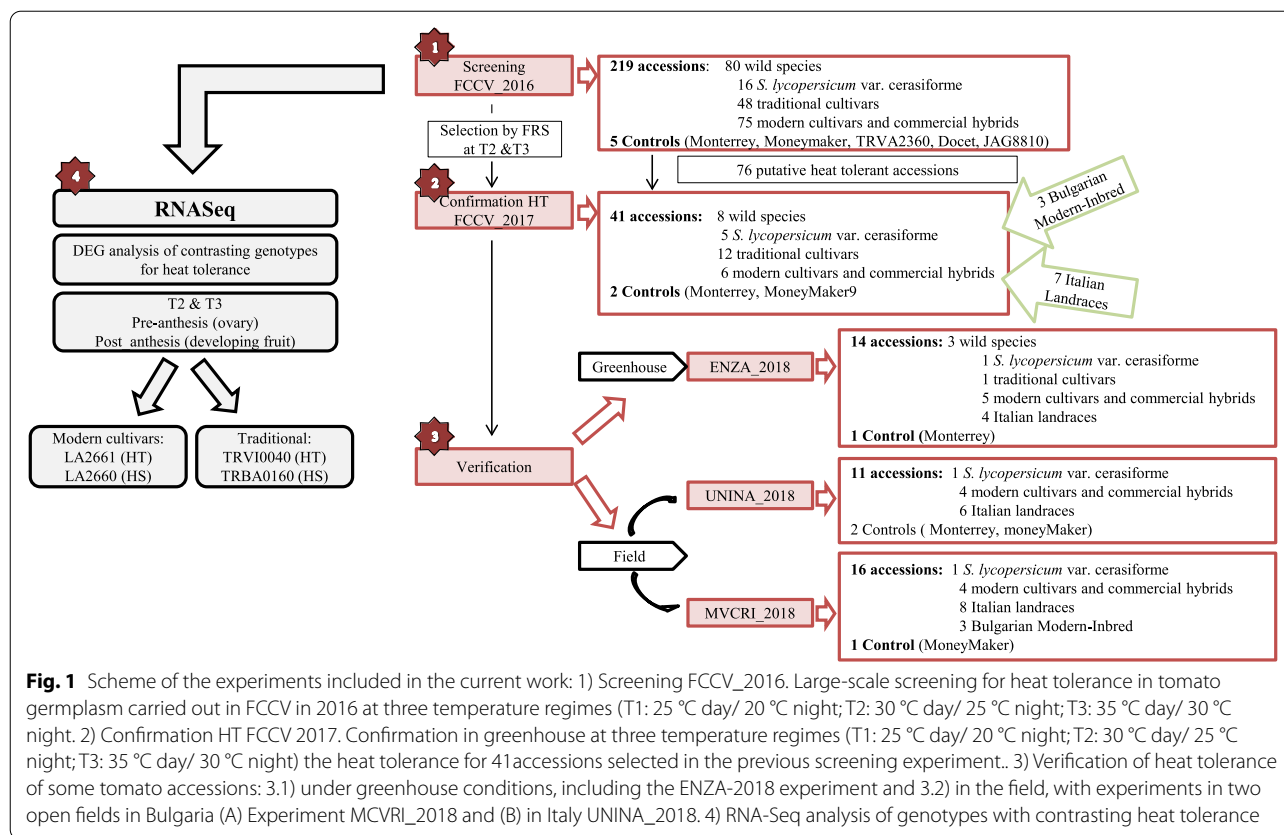 1
Screening
FCCV_2016
219 accessions: 80 wild species
16 S. lycopersicum var. cerasiforme
48 traditional cultivars
75 modern cultivars and commercial hybrids
5 Controls (Monterrey, Moneymaker, TRVA2360, Docet, JAG8810)
Selection by FRS
at T2 &T3
76 putative heat tolerant accessions
2
Confirmation HT
FCCV_2017
41 accessions: 8 wild species
5 S. lycopersicum var. cerasiforme
12 traditional cultivars
6 modern cultivars and commercial hybrids
2 Controls (Monterrey, MoneyMaker9
3 Bulgarian
Modern-Inbred
7 Italian
Landraces
4
RNASeq
DEG analysis of contrasting genotypes
for heat tolerance
T2 & T3
Pre-anthesis (ovary)
Post_anthesis (developing fruit)
Modern cultivars:
LA2661 (HT)
LA2660 (HS)
Traditional:
TRVI0040 (HT)
TRBA0160 (HS)
3
Verification
Greenhouse
ENZA_2018
14 accessions: 3 wild species
1 S. lycopersicum var. cerasiforme
1 traditional cultivars
5 modern cultivars and commercial hybrids
4 Italian landraces
1 Control (Monterrey)
Field
UNINA_2018
11 accessions: 1 S. lycopersicum var. cerasiforme
4 modern cultivars and commercial hybrids
6 Italian landraces
2 Controls ( Monterrey, moneyMaker)
MVCRI_2018
16 accessions: 1 S. lycopersicum var. cerasiforme
4 modern cultivars and commercial hybrids
8 Italian landraces
3 Bulgarian Modern-Inbred
1 Control (MoneyMaker)
Fig. 1 Scheme of the experiments included in the current work: 1) Screening FCCV_2016. Large-scale screening for heat tolerance in tomato
germplasm carried out in FCCV in 2016 at three temperature regimes (T1: 25 °C day/ 20 °C night; T2: 30 °C day/ 25 °C night; T3: 35 °C day/ 30 °C
night. 2) Confirmation HT FCCV 2017. Confirmation in greenhouse at three temperature regimes (T1: 25 °C day/ 20 °C night; T2: 30 °C day/ 25 °C
night; T3: 35 °C day/ 30 °C night) the heat tolerance for 41accessions selected in the previous screening experiment.. 3) Verification of heat tolerance
of some tomato accessions: 3.1) under greenhouse conditions, including the ENZA-2018 experiment and 3.2) in the field, with experiments in two
open fields in Bulgaria (A) Experiment MCVRI_2018 and (B) in Italy UNINA_2018. 4) RNA-Seq analysis of genotypes with contrasting heat tolerance